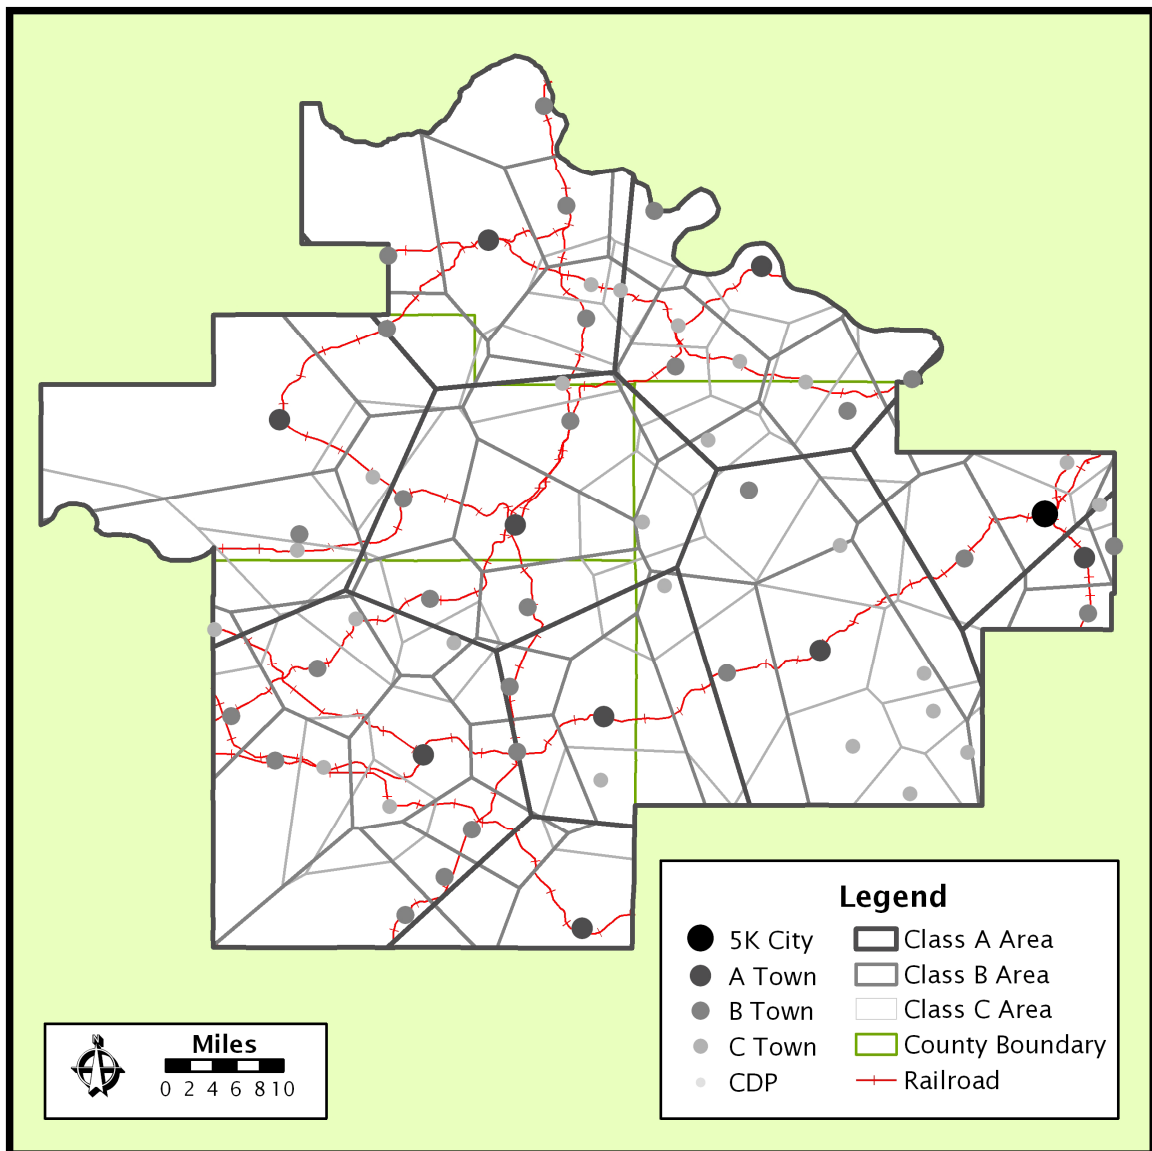 Legend
5K City
A Town
B Town
C Town
CDP
Class A Area
Class B Area
Class C Area
County Boundary
Railroad
Miles
0 2 4 6 8 10